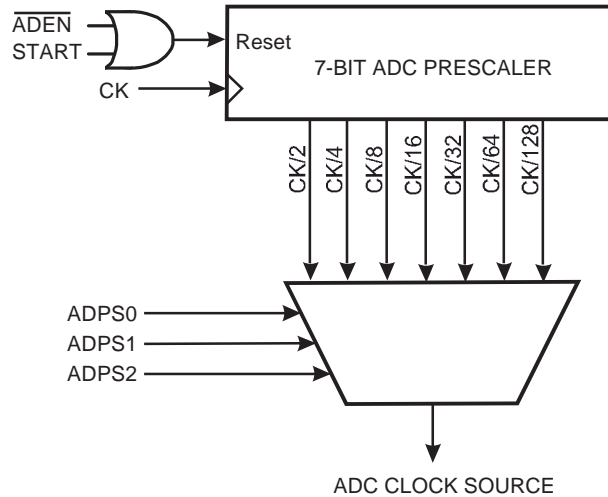 ADEN
START
Reset
7-BIT ADC PRESCALER
CK
CK/2
CK/4
CK/8
CK/16
CK/32
CK/64
CK/128
ADPS0
ADPS1
ADPS2
ADC CLOCK SOURCE